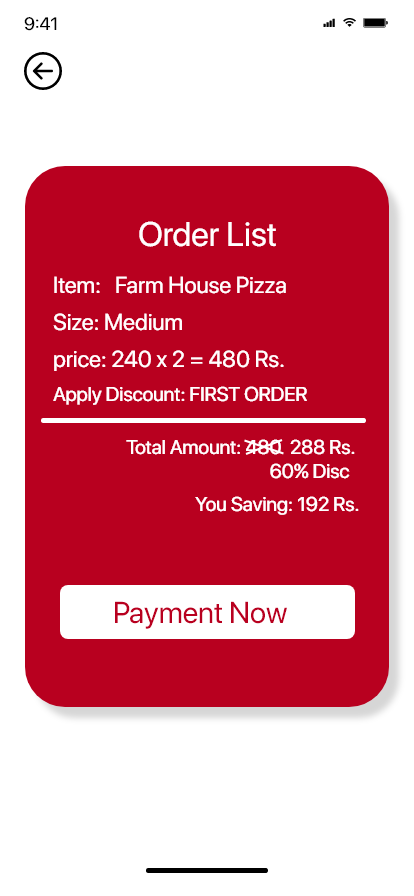 9:41
Order List
Item: Farm House Pizza
Size: Medium
price: 240 x 2 = 480 Rs.
Apply Discount: FIRST ORDER
Total Amount: 480 288 Rs.
60% Disc
You Saving: 192 Rs.
Payment Now